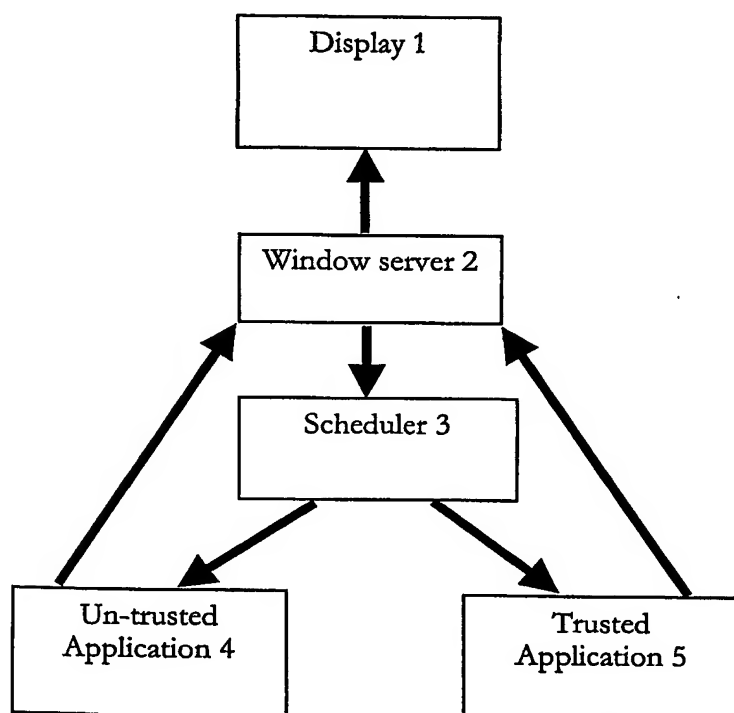 Display 1
Window server 2
Scheduler 3
Un-trusted
Application 4
Trusted
Application 5